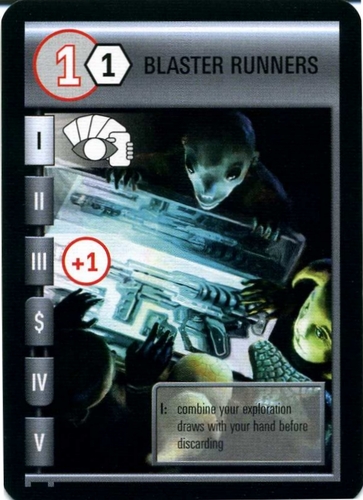 1 1 BLASTER RUNNERS
I
II
III +1
$
IV
V
I: combine your exploration
draws with your hand before
discarding